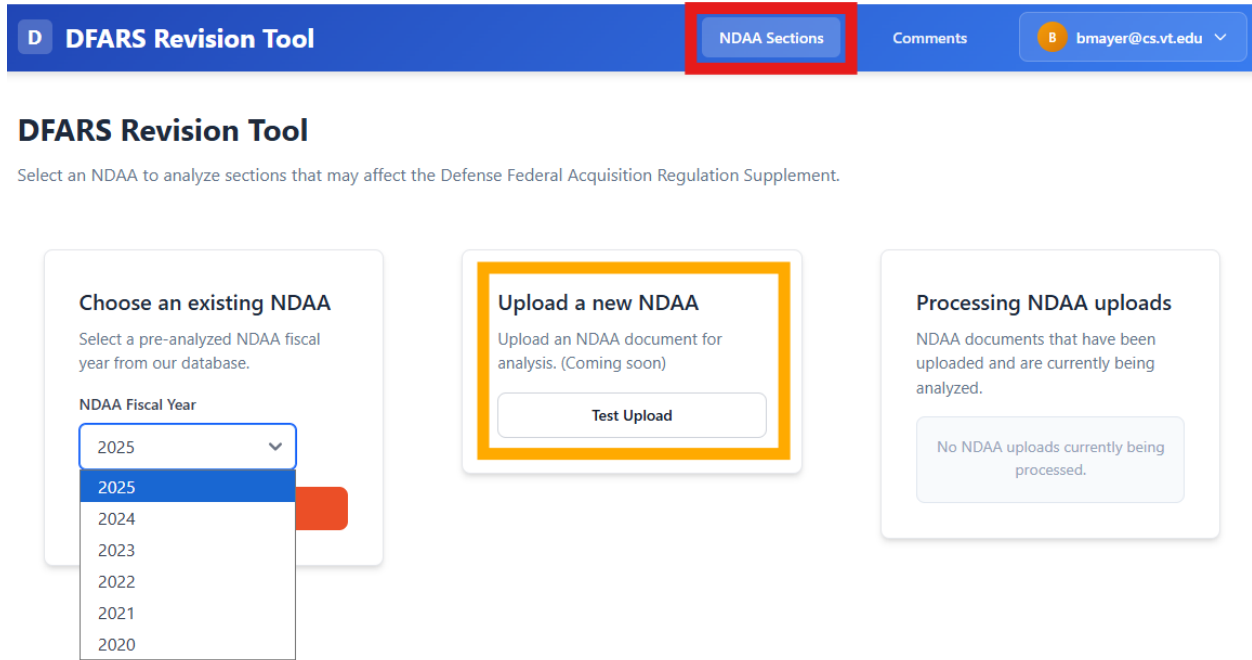 D DFARS Revision Tool
NDAA Sections
Comments
B bmayer@cs.vt.edu
DFARS Revision Tool
Select an NDAA to analyze sections that may affect the Defense Federal Acquisition Regulation Supplement.
Choose an existing NDAA
Select a pre-analyzed NDAA fiscal
year from our database.
NDAA Fiscal Year
2025
2025
2024
2023
2022
2021
2020
Upload a new NDAA
Upload an NDAA document for
analysis. (Coming soon)
Test Upload
Processing NDAA uploads
NDAA documents that have been
uploaded and are currently being
analyzed.
No NDAA uploads currently being
processed.